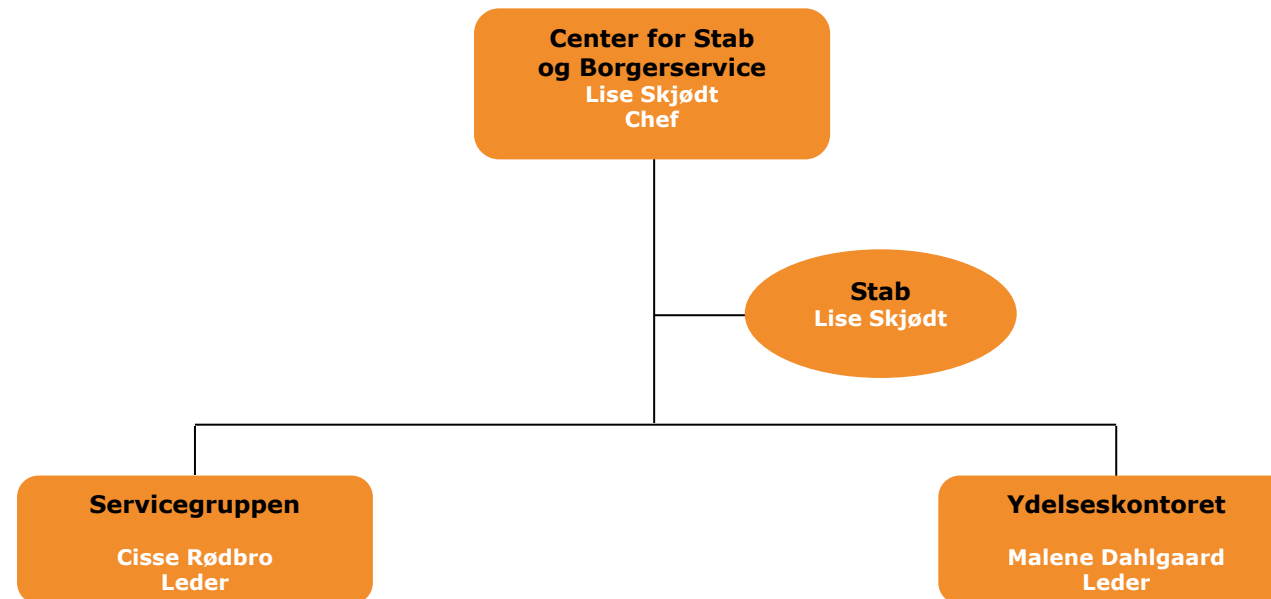 Center for Stab
og Borgerservice
Lise Skjødt
Chef
Stab
Lise Skjødt
Servicegruppen
Cisse Rødbro
Leder
Ydelseskontoret
Malene Dahlgaard
Leder